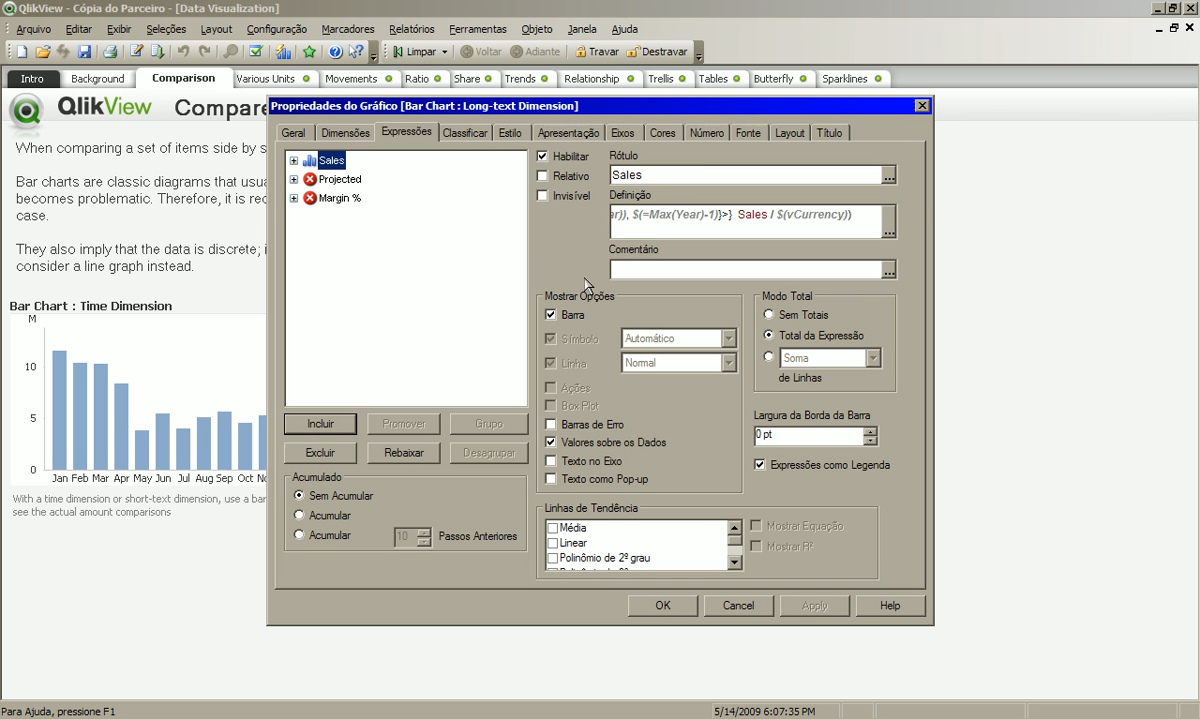 QlikView - Cópia do Parceiro - [Data Visualization]
Arquivo Editar Exibir Seleções Layout Configuração Marcadores Relatórios Ferramentas Objeto Janela Ajuda
Limpar Voltar Adiante Travar Destravar
Intro Background Comparison Various Units Movements Ratio Share Trends Relationship Trellis Tables Butterfly Sparklines
QlikView Compare
When comparing a set of items side by s
Bar charts are classic diagrams that usua
becomes problematic. Therefore, it is rec
case.
They also imply that the data is discrete; i
consider a line graph instead.
Bar Chart : Time Dimension
M
10
5
0
Jan Feb Mar Apr May Jun Jul Aug Sep Oct No
With a time dimension or short-text dimension, use a bar
see the actual amount comparisons
Propriedades do Gráfico [Bar Chart : Long-text Dimension]
Geral Dimensões Expressões Classificar Estilo Apresentação Eixos Cores Número Fonte Layout Título
Sales
Projected
Margin %
Incluir Promover Grupo
Excluir Rebaixar Desagrupar
Acumulado
Sem Acumular
Acumular
Acumular 10 Passos Anteriores
Habilitar
Relativo
Invisível
Rótulo
Sales
...
Definição
ar)), $(=Max(Year)-1)}>} Sales / $(vCurrency))
...
Comentário
...
Mostrar Opções
Barra
Símbolo Automático
Linha Normal
Ações
Box Plot
Barras de Erro
Valores sobre os Dados
Texto no Eixo
Texto como Pop-up
Modo Total
Sem Totais
Total da Expressão
Soma
de Linhas
Largura da Borda da Barra
0 pt
Expressões como Legenda
Linhas de Tendência
Média
Linear
Polinômio de 2º grau
Mostrar Equação
Mostrar R²
OK Cancel Apply Help
Para Ajuda, pressione F1
5/14/2009 6:07:35 PM